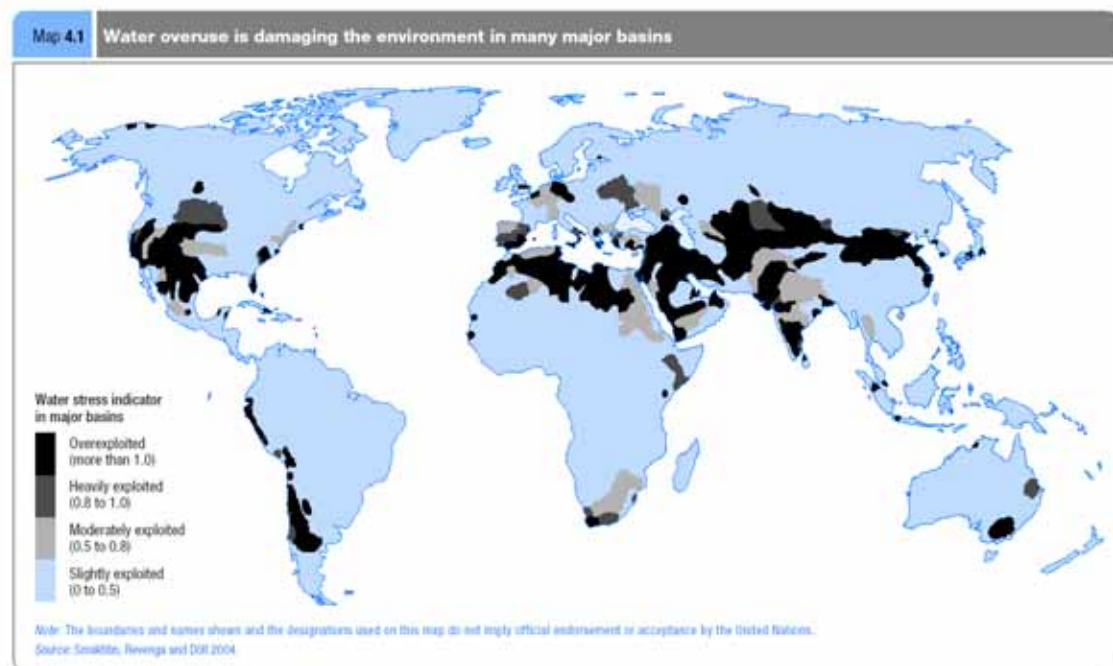 Map 4.1 Water overuse is damaging the environment in many major basins
Water stress indicator
in major basins
Overexploited
(more than 1.0)
Heavily exploited
(0.8 to 1.0)
Moderately exploited
(0.5 to 0.8)
Slightly exploited
(0 to 0.5)
Note: The boundaries and names shown and the designations used on this map do not imply official endorsement or acceptance by the United Nations.
Source: Smakhtin, Revenga and Döll 2004.